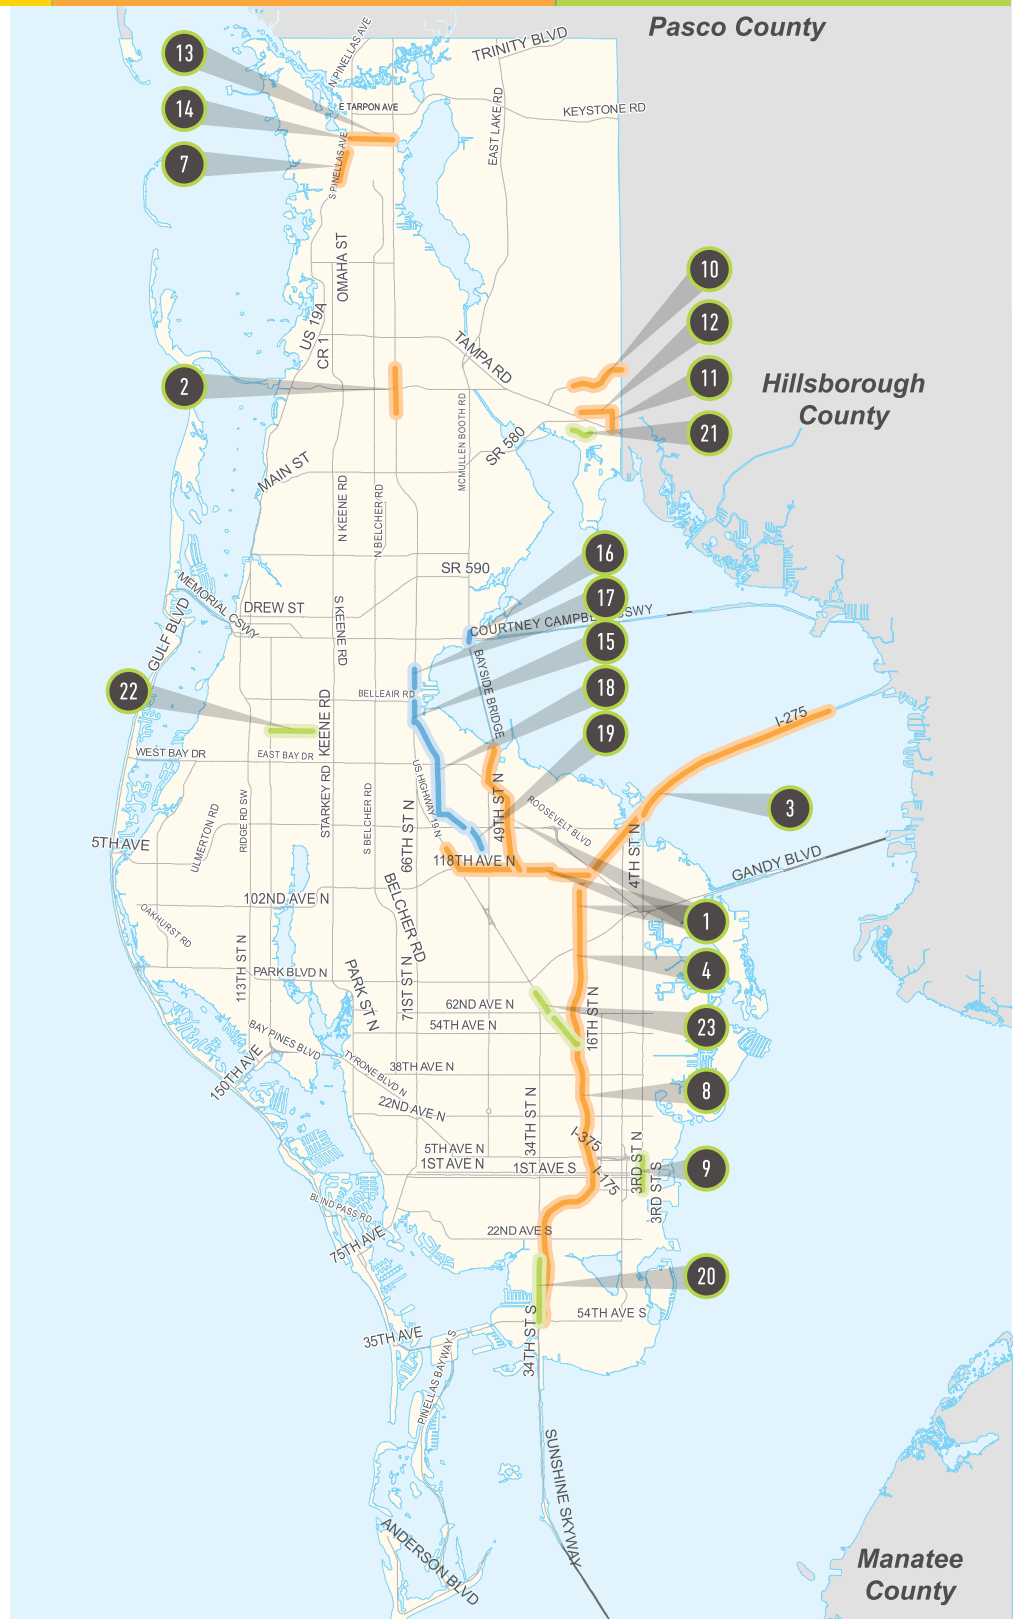 Pasco County
13
N PINELLAS AVE
TRINITY BLVD
14
E TARPON AVE
EAST LAKE RD
KEYSTONE RD
7
S PINELLAS AVE
OMAHA ST
10
US 19A
CR 1
12
TAMPA RD
2
11
Hillsborough
County
MCMULLEN BOOTH RD
21
SR 580
MAIN ST
N KEENE RD
N BELCHER RD
16
SR 590
MEMORIAL CSWY
17
DREW ST
S KEENE RD
COURTNEY CAMPBELL CSWY
GULF BLVD
15
BAYSIDE BRIDGE
22
BELLEAIR RD
18
KEENE RD
I-275
19
WEST BAY DR
EAST BAY DR
US HIGHWAY 19 N
STARKEY RD
S BELCHER RD
66TH ST N
49TH ST N
ROOSEVELT BLVD
3
RIDGE RD SW
ULMERTON RD
5TH AVE
118TH AVE N
4TH ST N
GANDY BLVD
102ND AVE N
BELCHER RD
1
OAKHURST RD
113TH ST N
PARK BLVD N
PARK ST N
71ST ST N
4
62ND AVE N
54TH AVE N
16TH ST N
23
BAY PINES BLVD
150TH AVE
TYRONE BLVD N
38TH AVE N
8
22ND AVE N
34TH ST N
I-375
5TH AVE N
1ST AVE N
1ST AVE S
I-175
3RD ST N
3RD ST S
9
BLIND PASS RD
75TH AVE
22ND AVE S
20
54TH AVE S
34TH ST S
35TH AVE
PINELLAS BAYWAY S
SUNSHINE SKYWAY
ANDERSON BLVD
Manatee
County